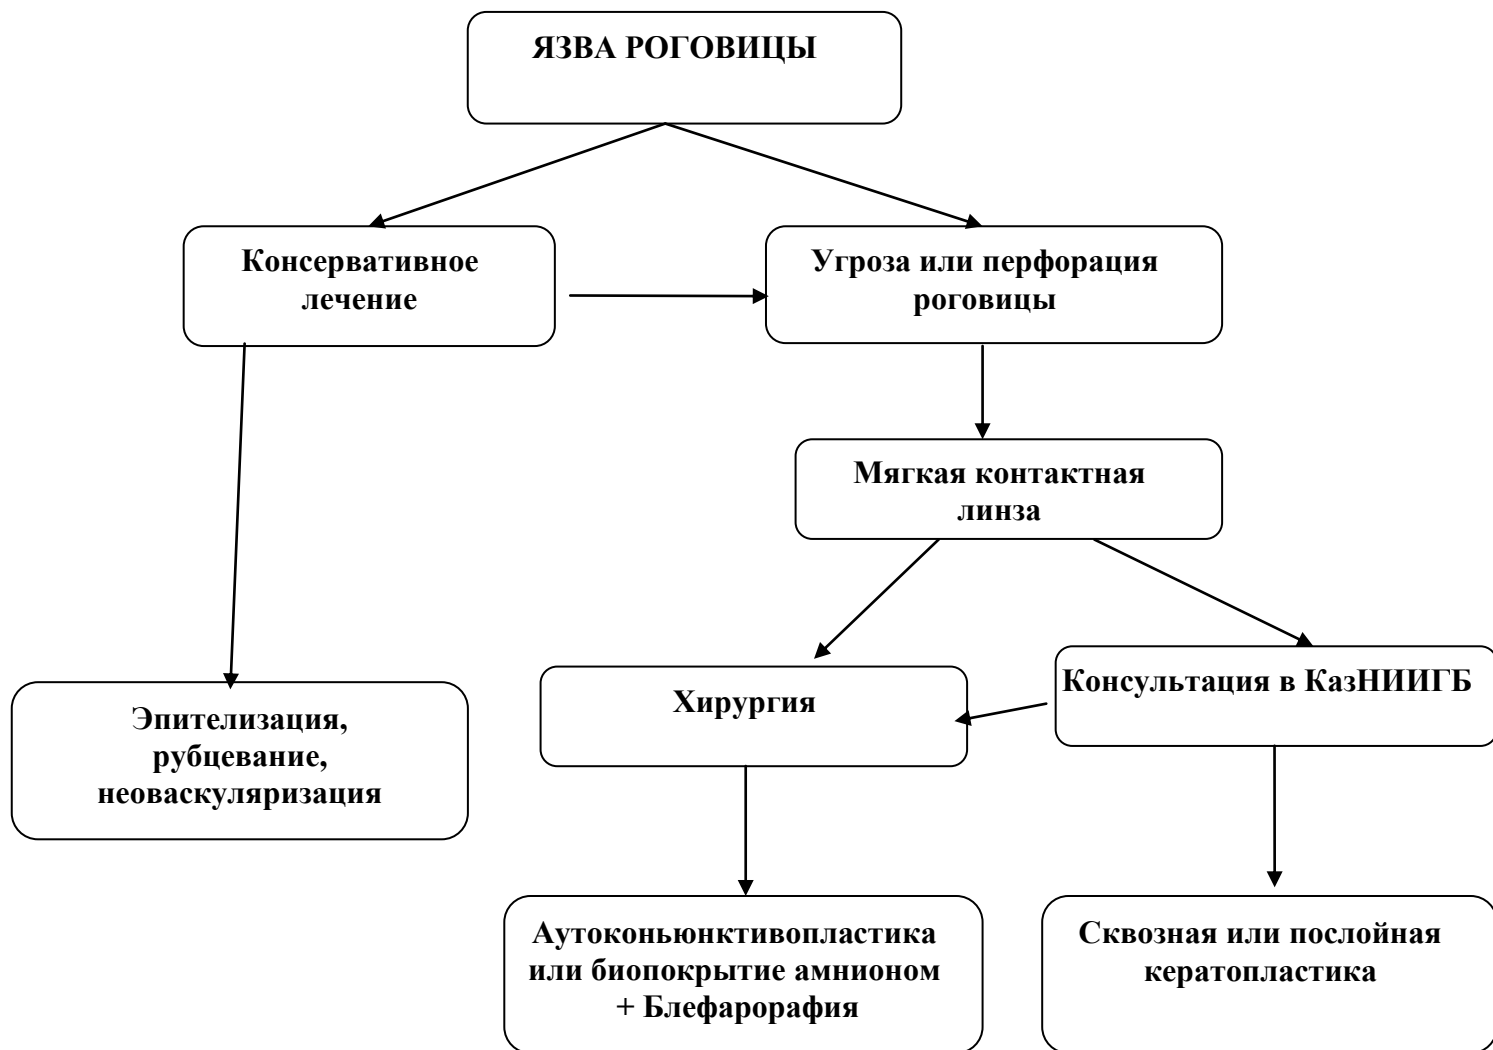 ЯЗВА РОГОВИЦЫ
Консервативное
лечение
Угроза или перфорация
роговицы
Мягкая контактная
линза
Хирургия
Консультация в КазНИИГБ
Эпителизация,
рубцевание,
неоваскуляризация
Аутоконьюнктивопластика
или биопокрытие амнионом
+ Блефарорафия
Сквозная или послойная
кератопластика